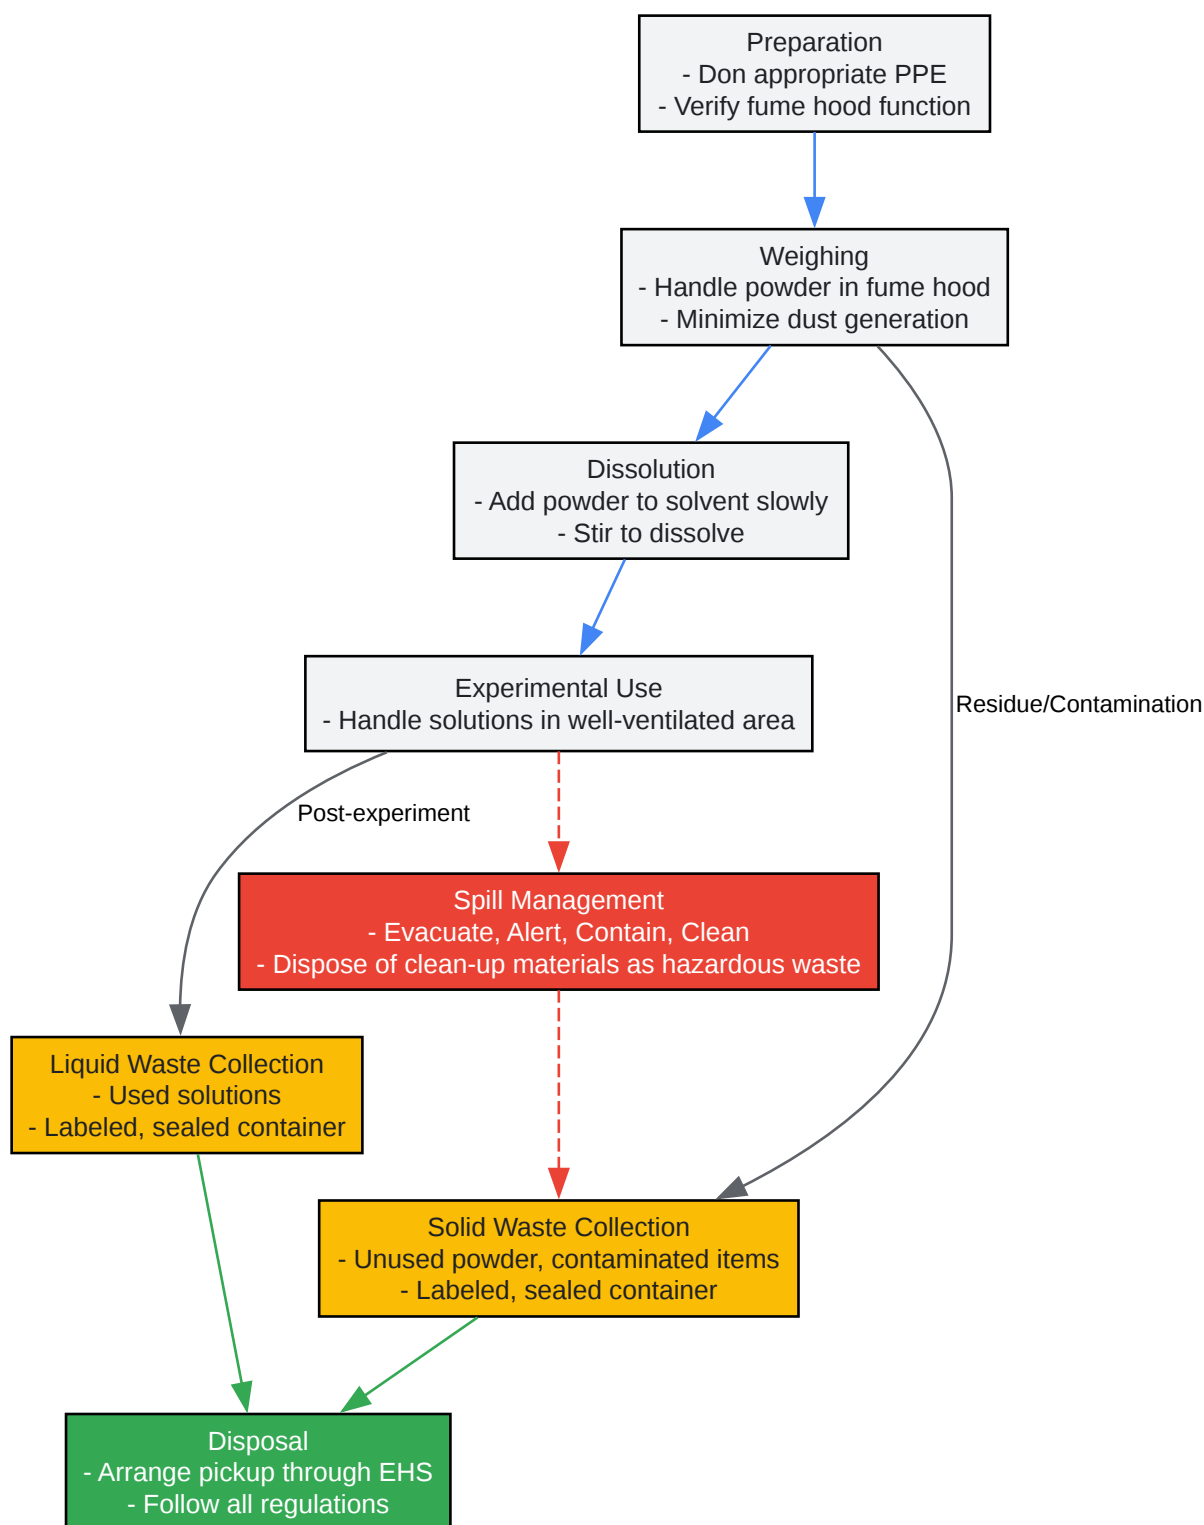 Preparation
- Don appropriate PPE
- Verify fume hood function
Weighing
- Handle powder in fume hood
- Minimize dust generation
Dissolution
- Add powder to solvent slowly
- Stir to dissolve
Experimental Use
- Handle solutions in well-ventilated area
Residue/Contamination
Post-experiment
Spill Management
- Evacuate, Alert, Contain, Clean
- Dispose of clean-up materials as hazardous waste
Liquid Waste Collection
- Used solutions
- Labeled, sealed container
Solid Waste Collection
- Unused powder, contaminated items
- Labeled, sealed container
Disposal
- Arrange pickup through EHS
- Follow all regulations